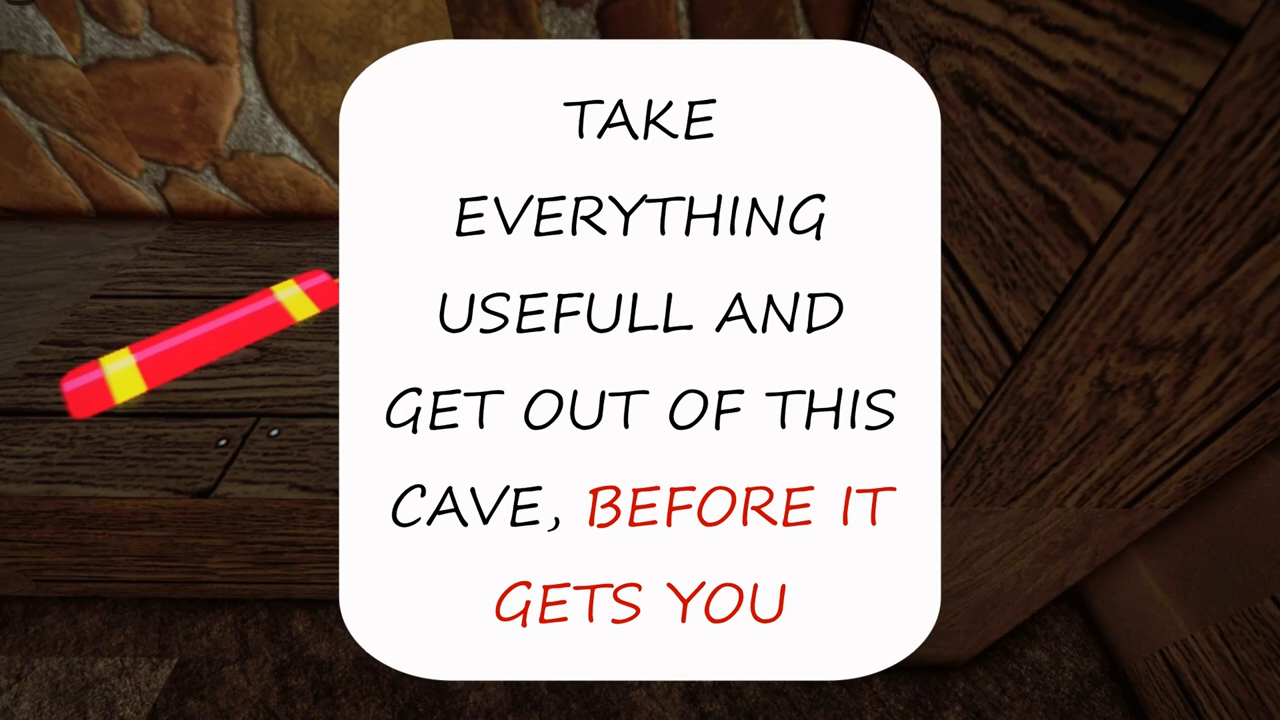 TAKE
EVERYTHING
USEFULL AND
GET OUT OF THIS
CAVE, BEFORE IT
GETS YOU